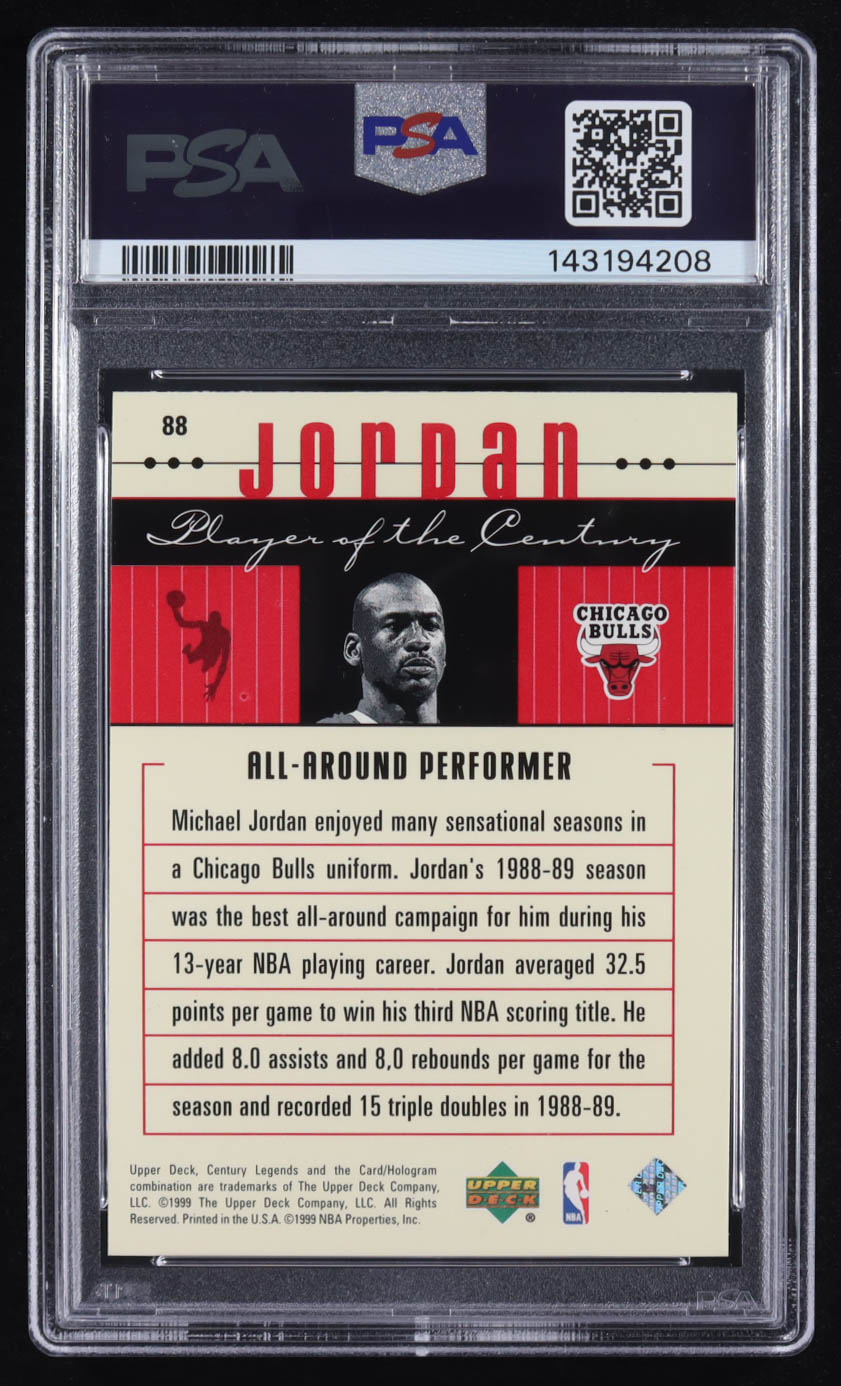 PSA
PSA
143194208
88
JORDAN
Player of the Century
CHICAGO
BULLS
ALL-AROUND PERFORMER
Michael Jordan enjoyed many sensational seasons in
a Chicago Bulls uniform. Jordan's 1988-89 season
was the best all-around campaign for him during his
13-year NBA playing career. Jordan averaged 32.5
points per game to win his third NBA scoring title. He
added 8.0 assists and 8,0 rebounds per game for the
season and recorded 15 triple doubles in 1988-89.
Upper Deck, Century Legends and the Card/Hologram
combination are trademarks of The Upper Deck Company,
LLC. ©1999 The Upper Deck Company, LLC. All Rights
Reserved. Printed in the U.S.A. ©1999 NBA Properties, Inc.
UPPER
DECK
®
NBA
UPPER DECK
PSA